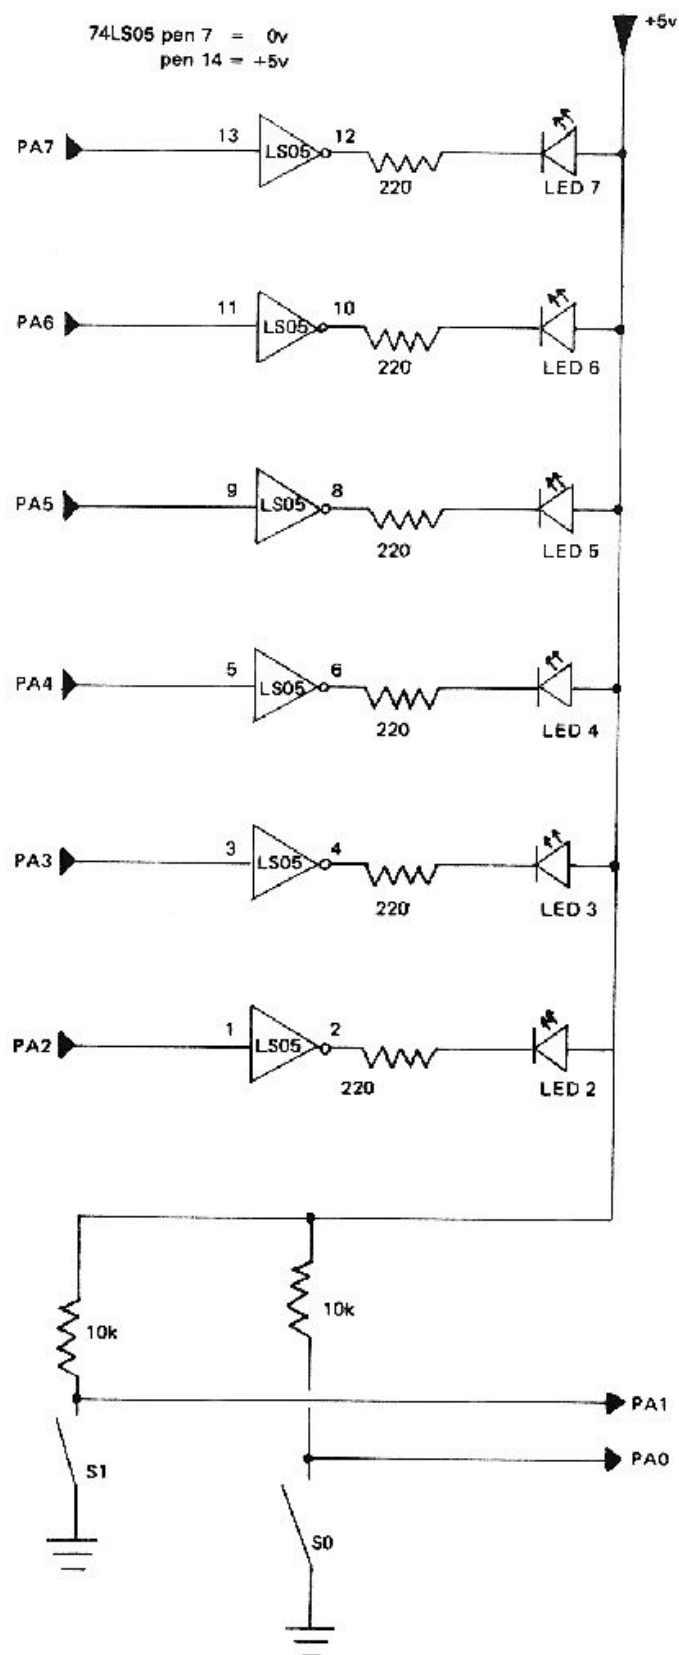 +5v
74LS05 pen 7 = 0v
pen 14 = +5v
PA7 13 LS05 12
220 LED 7
PA6 11 LS05 10
220 LED 6
PA5 9 LS05 8
220 LED 5
PA4 5 LS05 6
220 LED 4
PA3 3 LS05 4
220 LED 3
PA2 1 LS05 2
220 LED 2
10k 10k
PA1
PA0
S1
S0